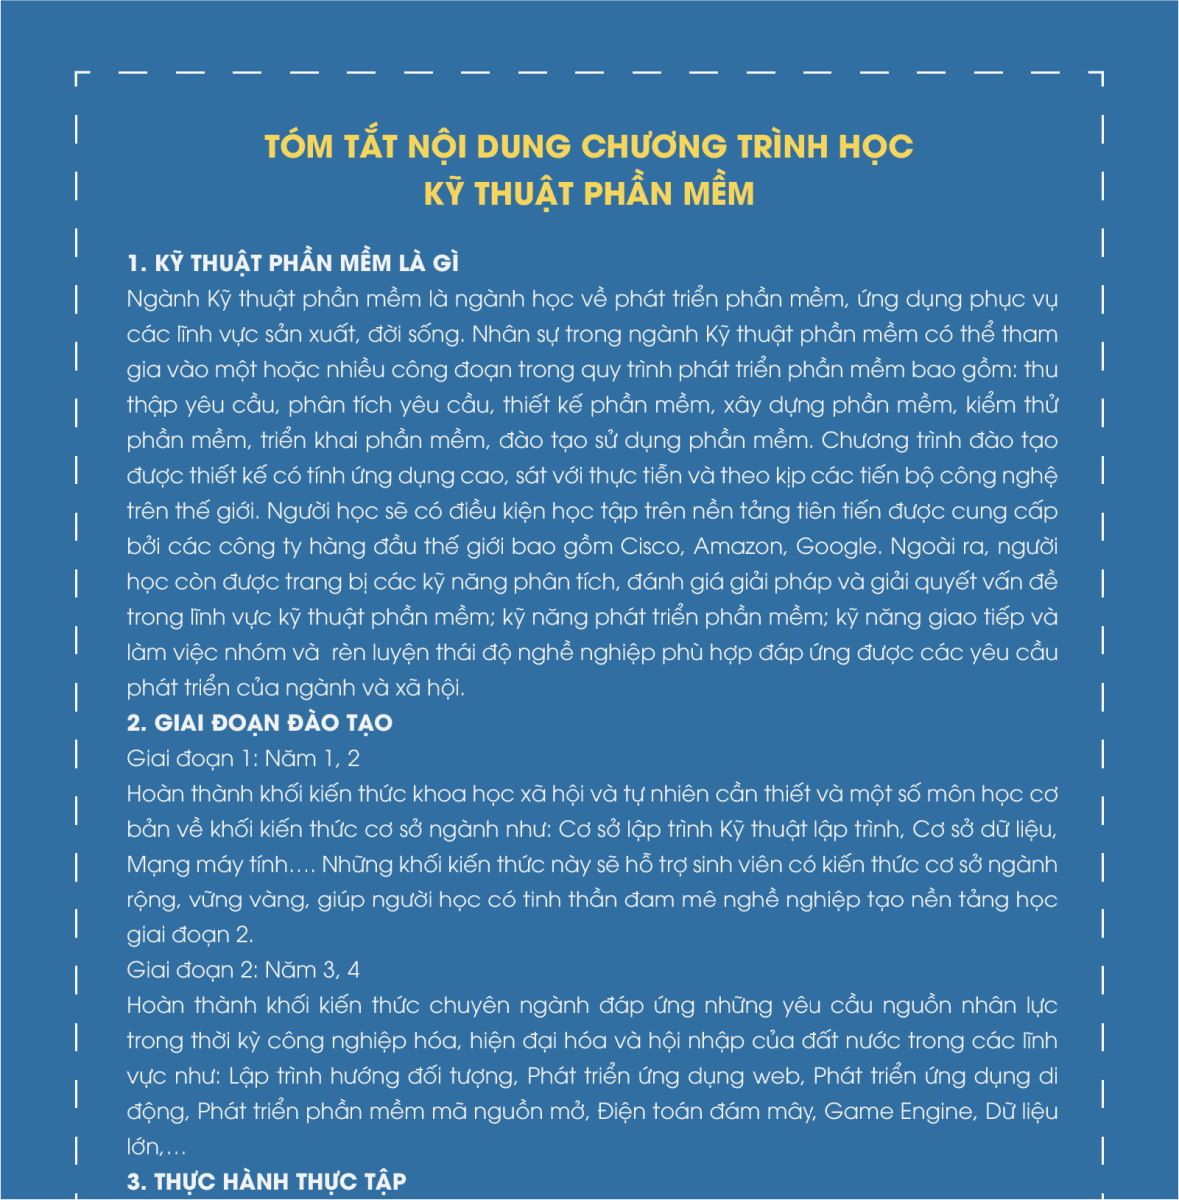 TÓM TẮT NỘI DUNG CHƯƠNG TRÌNH HỌC
KỸ THUẬT PHẦN MỀM
1. KỸ THUẬT PHẦN MỀM LÀ GÌ
Ngành Kỹ thuật phần mềm là ngành học về phát triển phần mềm, ứng dụng phục vụ
các lĩnh vực sản xuất, đời sống. Nhân sự trong ngành Kỹ thuật phần mềm có thể tham
gia vào một hoặc nhiều công đoạn trong quy trình phát triển phần mềm bao gồm: thu
thập yêu cầu, phân tích yêu cầu, thiết kế phần mềm, xây dựng phần mềm, kiểm thử
phần mềm, triển khai phần mềm, đào tạo sử dụng phần mềm. Chương trình đào tạo
được thiết kế có tính ứng dụng cao, sát với thực tiễn và theo kịp các tiến bộ công nghệ
trên thế giới. Người học sẽ có điều kiện học tập trên nền tảng tiên tiến được cung cấp
bởi các công ty hàng đầu thế giới bao gồm Cisco, Amazon, Google. Ngoài ra, người
học còn được trang bị các kỹ năng phân tích, đánh giá giải pháp và giải quyết vấn đề
trong lĩnh vực kỹ thuật phần mềm; kỹ năng phát triển phần mềm; kỹ năng giao tiếp và
làm việc nhóm và  rèn luyện thái độ nghề nghiệp phù hợp đáp ứng được các yêu cầu
phát triển của ngành và xã hội.
2. GIAI ĐOẠN ĐÀO TẠO
Giai đoạn 1: Năm 1, 2
Hoàn thành khối kiến thức khoa học xã hội và tự nhiên cần thiết và một số môn học cơ
bản về khối kiến thức cơ sở ngành như: Cơ sở lập trình Kỹ thuật lập trình, Cơ sở dữ liệu,
Mạng máy tính…. Những khối kiến thức này sẽ hỗ trợ sinh viên có kiến thức cơ sở ngành
rộng, vững vàng, giúp người học có tinh thần đam mê nghề nghiệp tạo nền tảng học
giai đoạn 2.
Giai đoạn 2: Năm 3, 4
Hoàn thành khối kiến thức chuyên ngành đáp ứng những yêu cầu nguồn nhân lực
trong thời kỳ công nghiệp hóa, hiện đại hóa và hội nhập của đất nước trong các lĩnh
vực như: Lập trình hướng đối tượng, Phát triển ứng dụng web, Phát triển ứng dụng di
động, Phát triển phần mềm mã nguồn mở, Điện toán đám mây, Game Engine, Dữ liệu
lớn,…
3. THỰC HÀNH THỰC TẬP